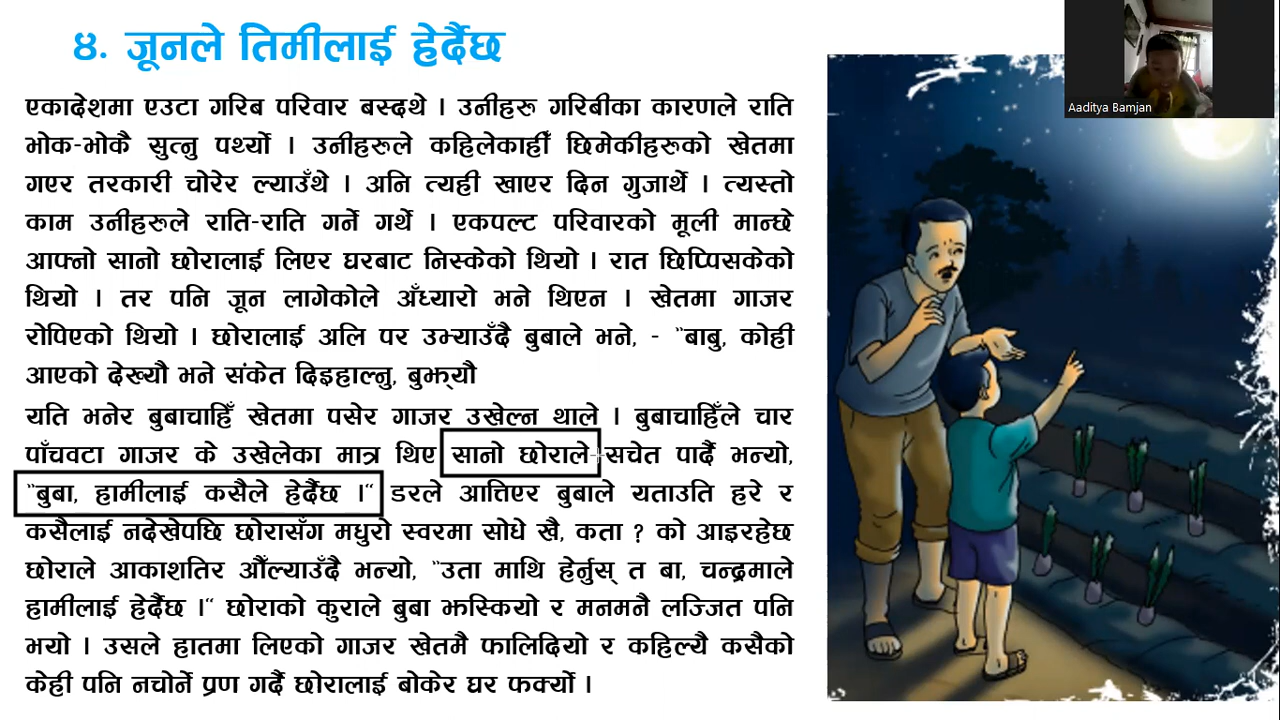 ४. जूनले तिमीलाई हेर्दैछ
एकादेशमा एउटा गरिब परिवार बस्दथे । उनीहरू गरिबीका कारणले राति
भोक-भोकै सुत्नु पर्थ्यो । उनीहरूले कहिलेकाहीँ छिमेकीहरूको खेतमा
गएर तरकारी चोरेर ल्याउँथे । अनि त्यही खाएर दिन गुजार्थे । त्यस्तो
काम उनीहरूले राति-राति गर्ने गर्थे । एकपल्ट परिवारको मूली मान्छे
आफ्नो सानो छोरालाई लिएर घरबाट निस्केको थियो । रात छिप्पिसकेको
थियो । तर पनि जून लागेकोले अँध्यारो भने थिएन । खेतमा गाजर
रोपिएको थियो । छोरालाई अलि पर उभ्याउँदै बुबाले भने, - "बाबु, कोही
आएको देख्यौ भने संकेत दिइहाल्नु, बुझ्यौ
यति भनेर बुबाचाहिँ खेतमा पसेर गाजर उखेल्न थाले । बुबाचाहिँले चार
पाँचवटा गाजर के उखेलेका मात्र थिए सानो छोराले सचेत पार्दै भन्यो,
"बुबा, हामीलाई कसैले हेर्दैछ ।" डरले आत्तिएर बुबाले यताउति हरे र
कसैलाई नदेखेपछि छोरासँग मधुरो स्वरमा सोधे खै, कता ? को आइरहेछ
छोराले आकाशतिर औँल्याउँदै भन्यो, "उता माथि हेर्नुस् त बा, चन्द्रमाले
हामीलाई हेर्दैछ ।" छोराको कुराले बुबा झस्कियो र मनमनै लज्जित पनि
भयो । उसले हातमा लिएको गाजर खेतमै फालिदियो र कहिल्यै कसैको
केही पनि नचोर्ने प्रण गर्दै छोरालाई बोकेर घर फर्क्यो ।
Aaditya Bamjan